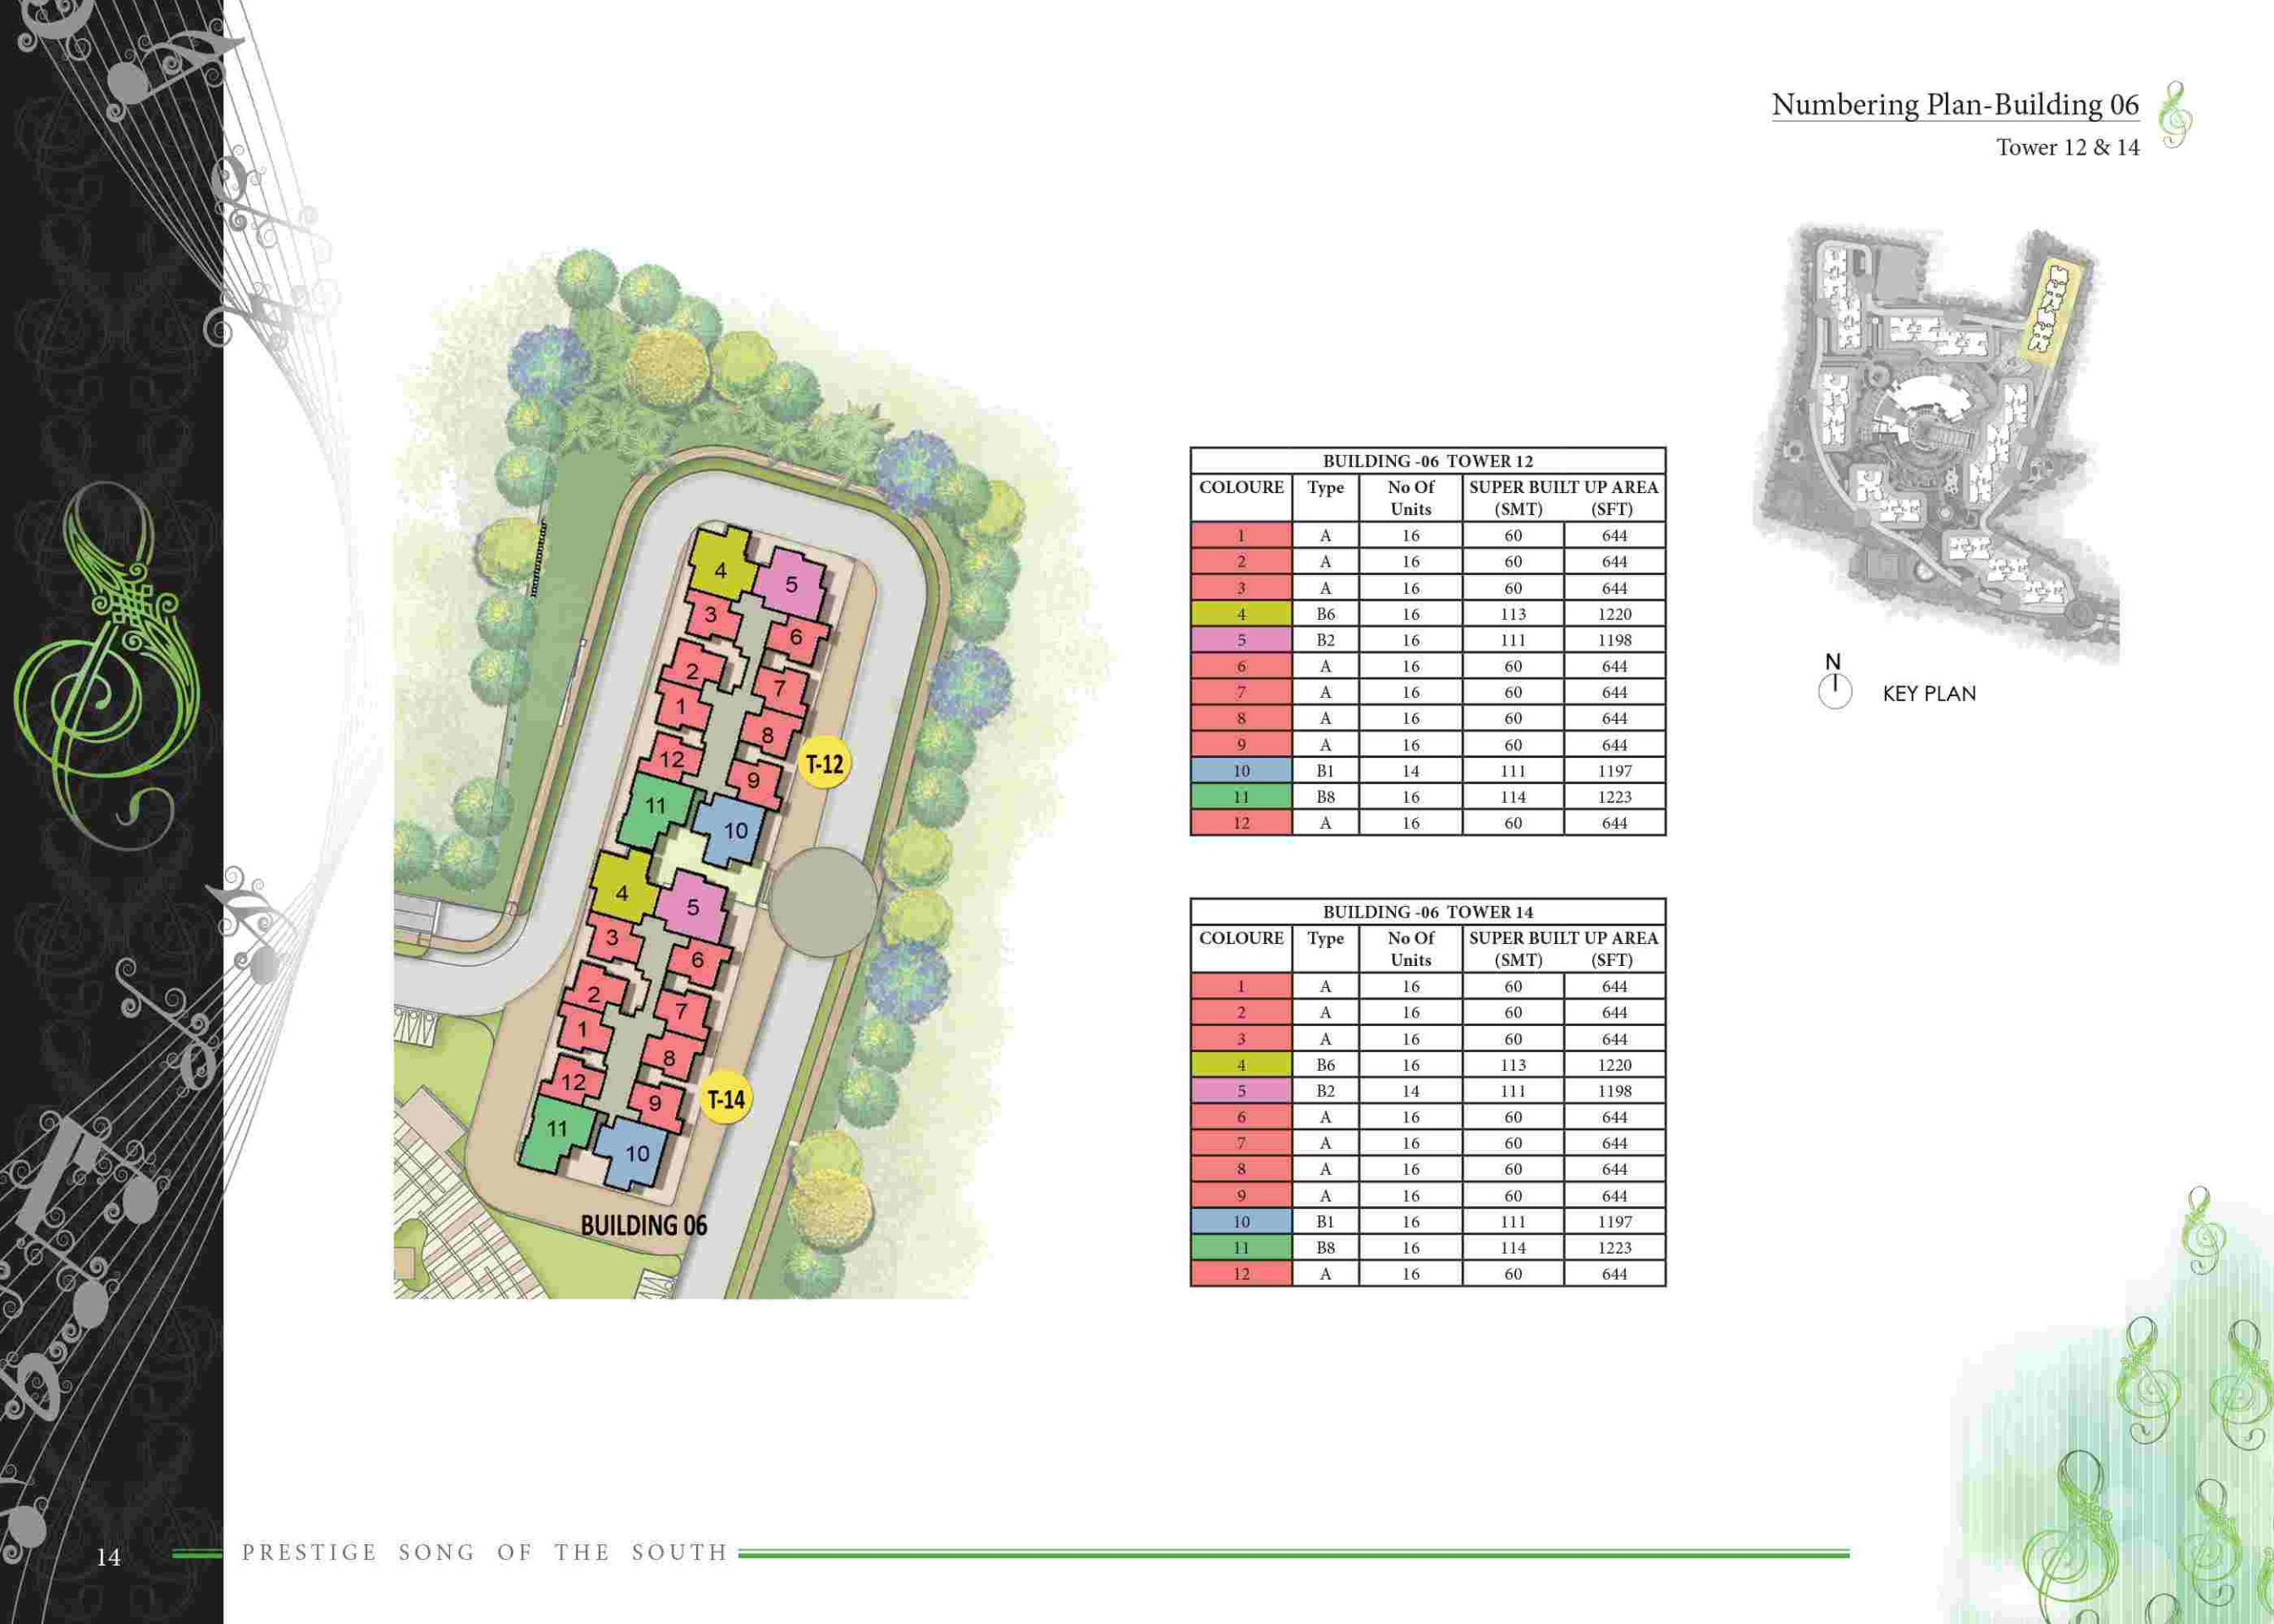 Numbering Plan-Building 06
Tower 12 & 14
4
5
3
6
2
7
1
8
12
9
T-12
11
10
4
5
3
6
2
7
1
8
12
9
T-14
11
10
BUILDING 06
BUILDING -06 TOWER 12
COLOURE Type No Of Units SUPER BUILT UP AREA (SMT) (SFT)
1 A 16 60 644
2 A 16 60 644
3 A 16 60 644
4 B6 16 113 1220
5 B2 16 111 1198
6 A 16 60 644
7 A 16 60 644
8 A 16 60 644
9 A 16 60 644
10 B1 14 111 1197
11 B8 16 114 1223
12 A 16 60 644
BUILDING -06 TOWER 14
COLOURE Type No Of Units SUPER BUILT UP AREA (SMT) (SFT)
1 A 16 60 644
2 A 16 60 644
3 A 16 60 644
4 B6 16 113 1220
5 B2 14 111 1198
6 A 16 60 644
7 A 16 60 644
8 A 16 60 644
9 A 16 60 644
10 B1 16 111 1197
11 B8 16 114 1223
12 A 16 60 644
N
KEY PLAN
14
PRESTIGE SONG OF THE SOUTH